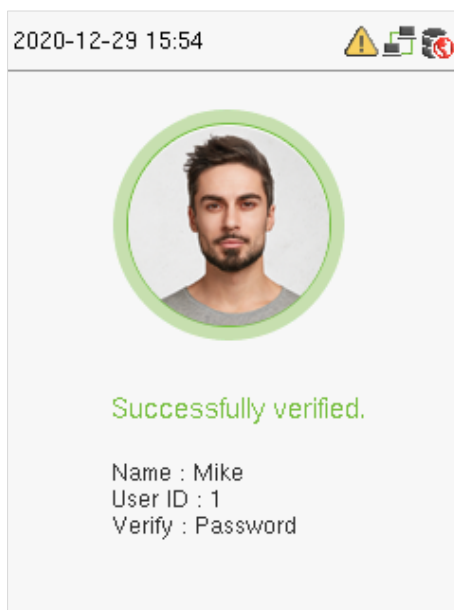 2020-12-29 15:54
Successfully verified.
Name : Mike
User ID : 1
Verify : Password